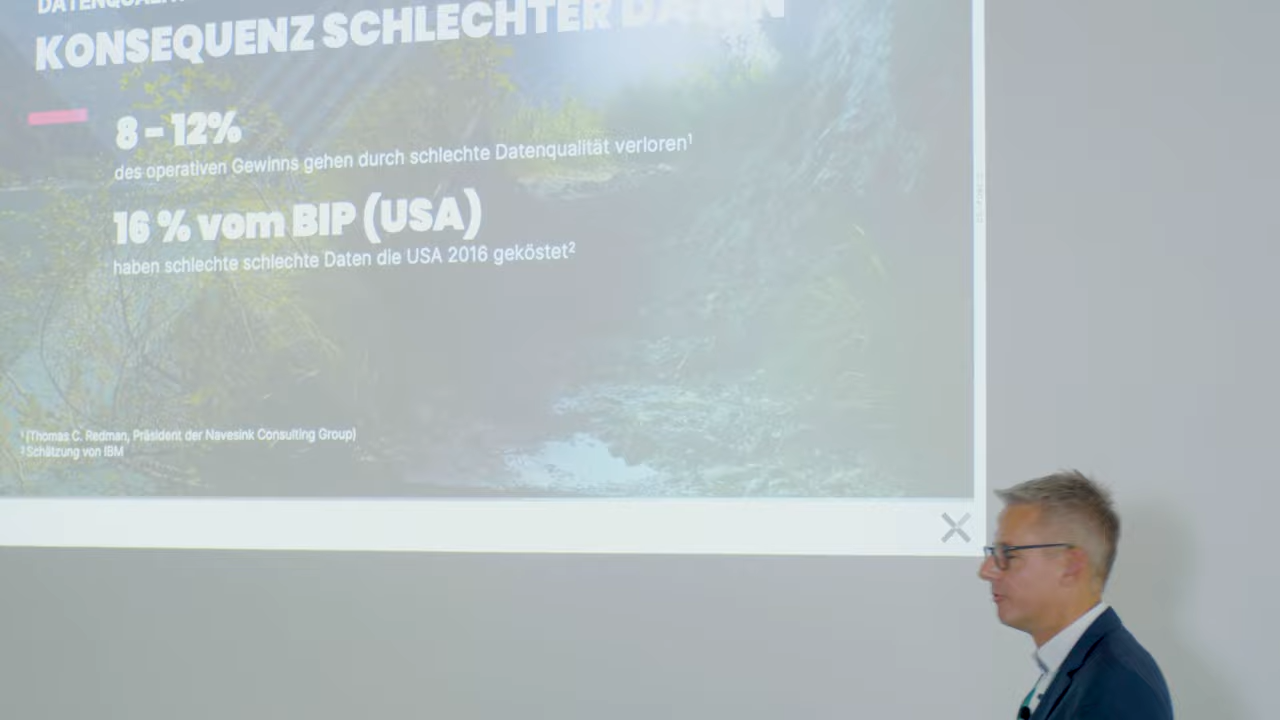 KONSEQUENZ SCHLECHTER DATEN
8 – 12%
des operativen Gewinns gehen durch schlechte Datenqualität verloren¹
16 % vom BIP (USA)
haben schlechte schlechte Daten die USA 2016 geköstet²
¹ (Thomas C. Redman, Präsident der Navesink Consulting Group)
² Schätzung von IBM